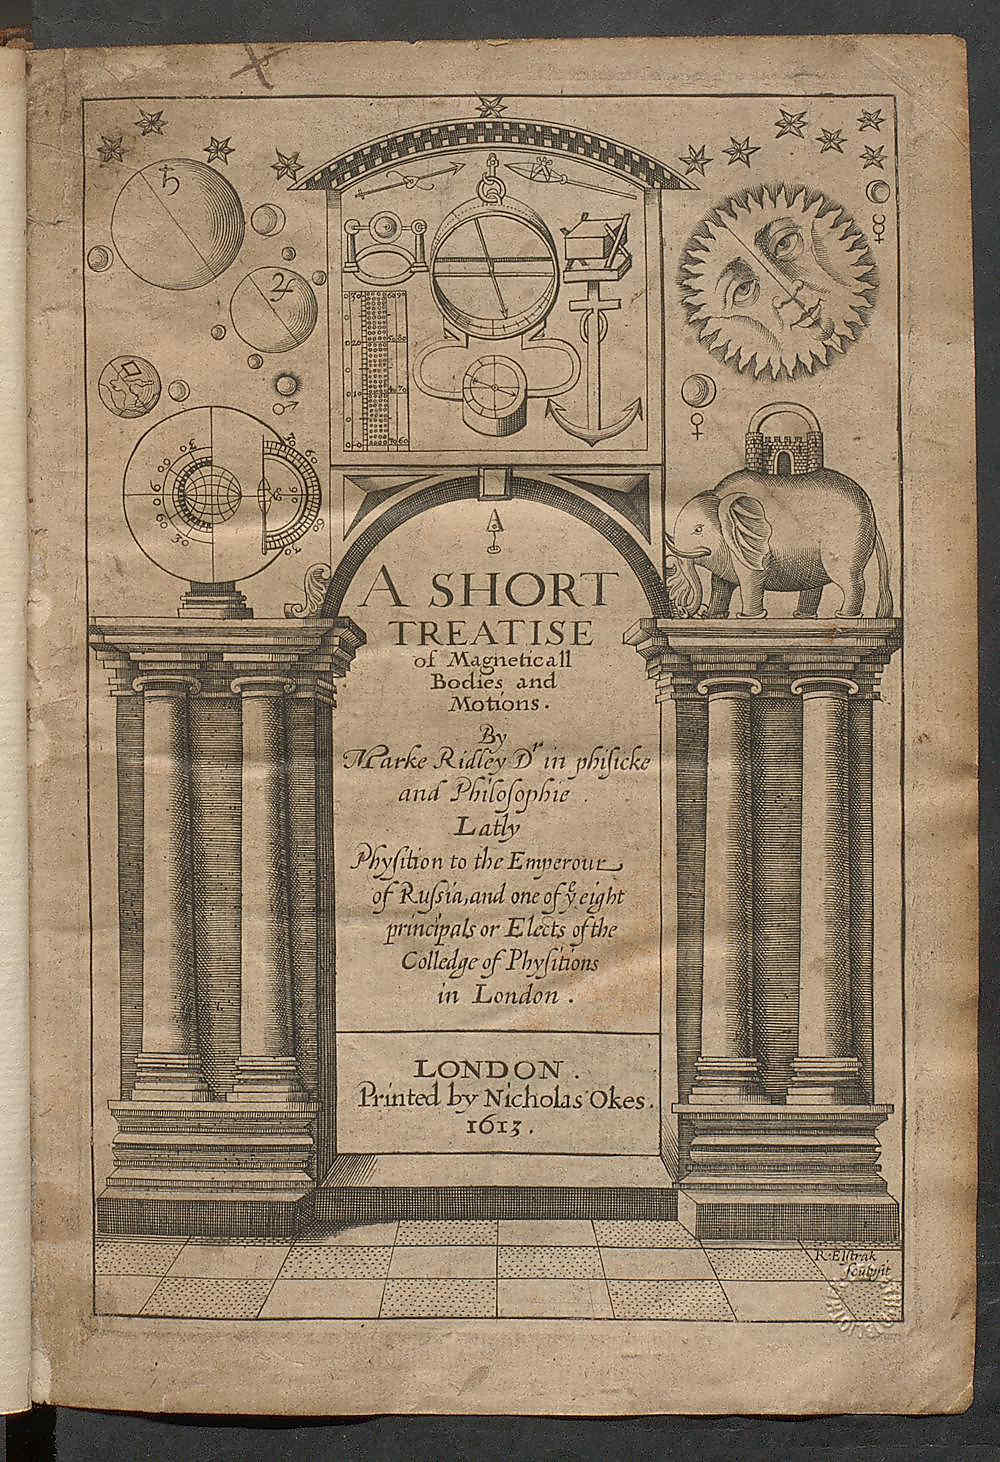 ♄
♃
♂
☿
♀
A SHORT
TREATISE
of Magneticall
Bodies and
Motions.
By
Marke Ridley Dr in phiſicke
and Philoſophie.
Latly
Phyſition to the Emperour
of Ruſsia, and one of ye eight
principals or Elects of the
Colledge of Phyſitions
in London.
LONDON.
Printed by Nicholas Okes.
1613.
R. Elſtrak
ſculpſit